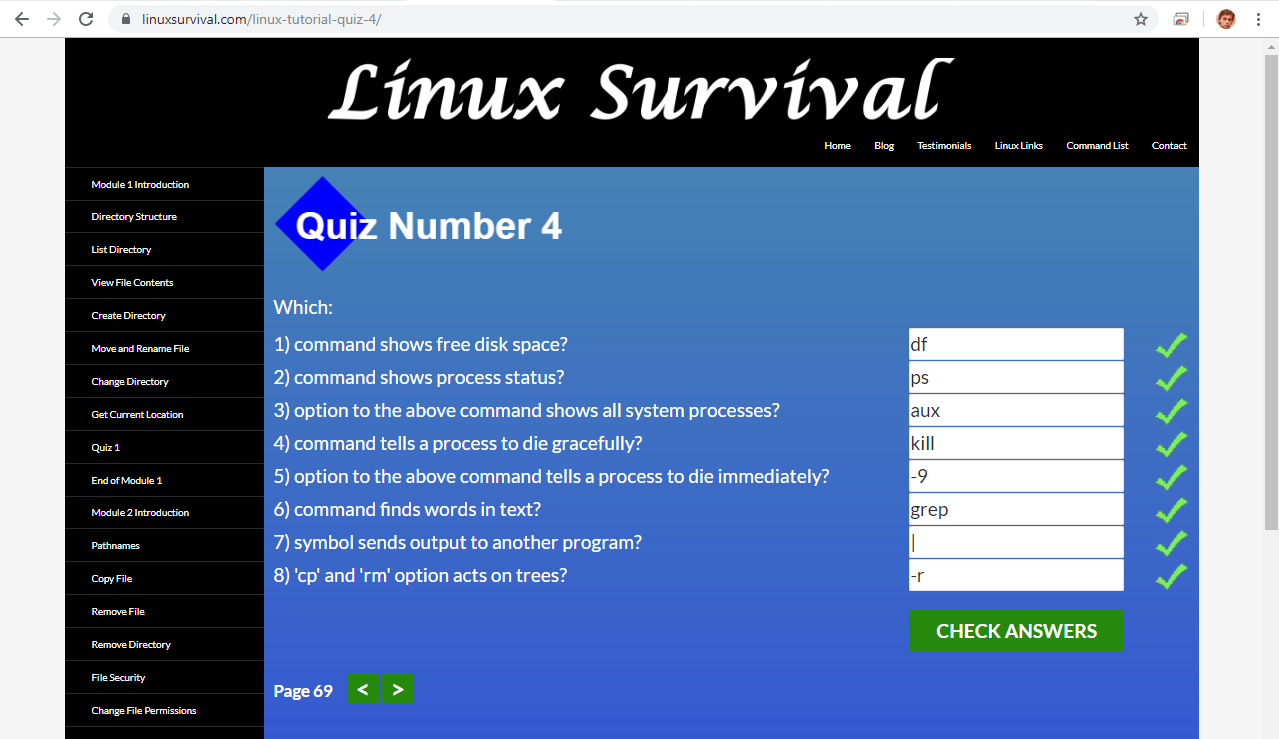 linuxsurvival.com/linux-tutorial-quiz-4/
Linux Survival
Home Blog Testimonials Linux Links Command List Contact
Module 1 Introduction
Directory Structure
List Directory
View File Contents
Create Directory
Move and Rename File
Change Directory
Get Current Location
Quiz 1
End of Module 1
Module 2 Introduction
Pathnames
Copy File
Remove File
Remove Directory
File Security
Change File Permissions
Quiz Number 4
Which:
1) command shows free disk space? df
2) command shows process status? ps
3) option to the above command shows all system processes? aux
4) command tells a process to die gracefully? kill
5) option to the above command tells a process to die immediately? -9
6) command finds words in text? grep
7) symbol sends output to another program? |
8) 'cp' and 'rm' option acts on trees? -r
CHECK ANSWERS
Page 69 < >